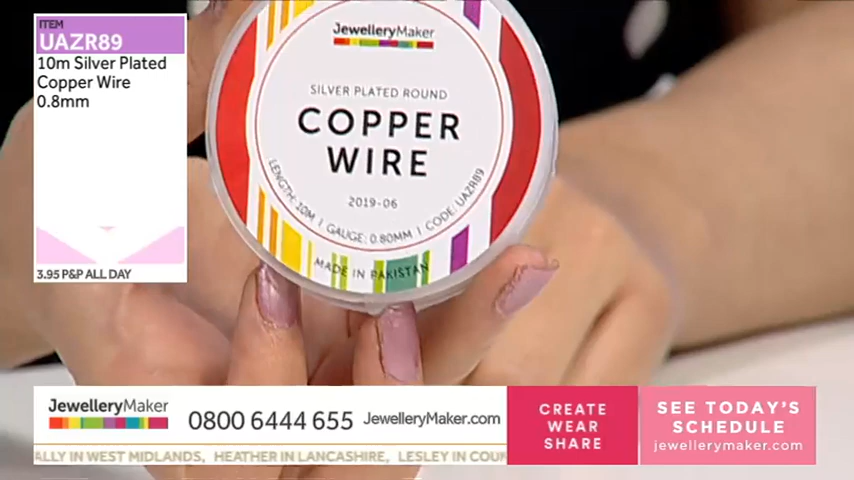 ITEM
UAZR89
10m Silver Plated
Copper Wire
0.8mm
3.95 P&P ALL DAY
JewelleryMaker
SILVER PLATED ROUND
COPPER
WIRE
2019-06
LENGTH: 10M | GAUGE: 0.80MM | CODE: UAZR89
MADE IN PAKISTAN
JewelleryMaker
0800 6444 655
JewelleryMaker.com
CREATE
WEAR
SHARE
SEE TODAY'S
SCHEDULE
jewellerymaker.com
ALLY IN WEST MIDLANDS, HEATHER IN LANCASHIRE, LESLEY IN COU